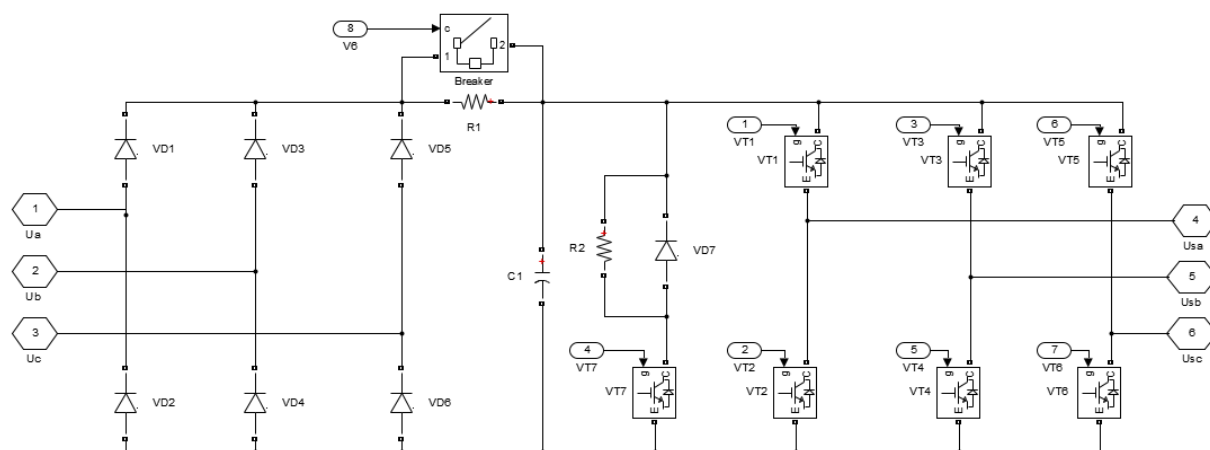 8
V6
c
1
2
Breaker
R1
VD1
VD3
VD5
1
VT1
g
C
E
VT1
3
VT3
g
C
E
VT3
6
VT5
g
C
E
VT5
1
Ua
2
Ub
3
Uc
C1
R2
VD7
4
Usa
5
Usb
6
Usc
VD2
VD4
VD6
4
VT7
g
C
E
VT7
2
VT2
g
C
E
VT2
5
VT4
g
C
E
VT4
7
VT6
g
C
E
VT6